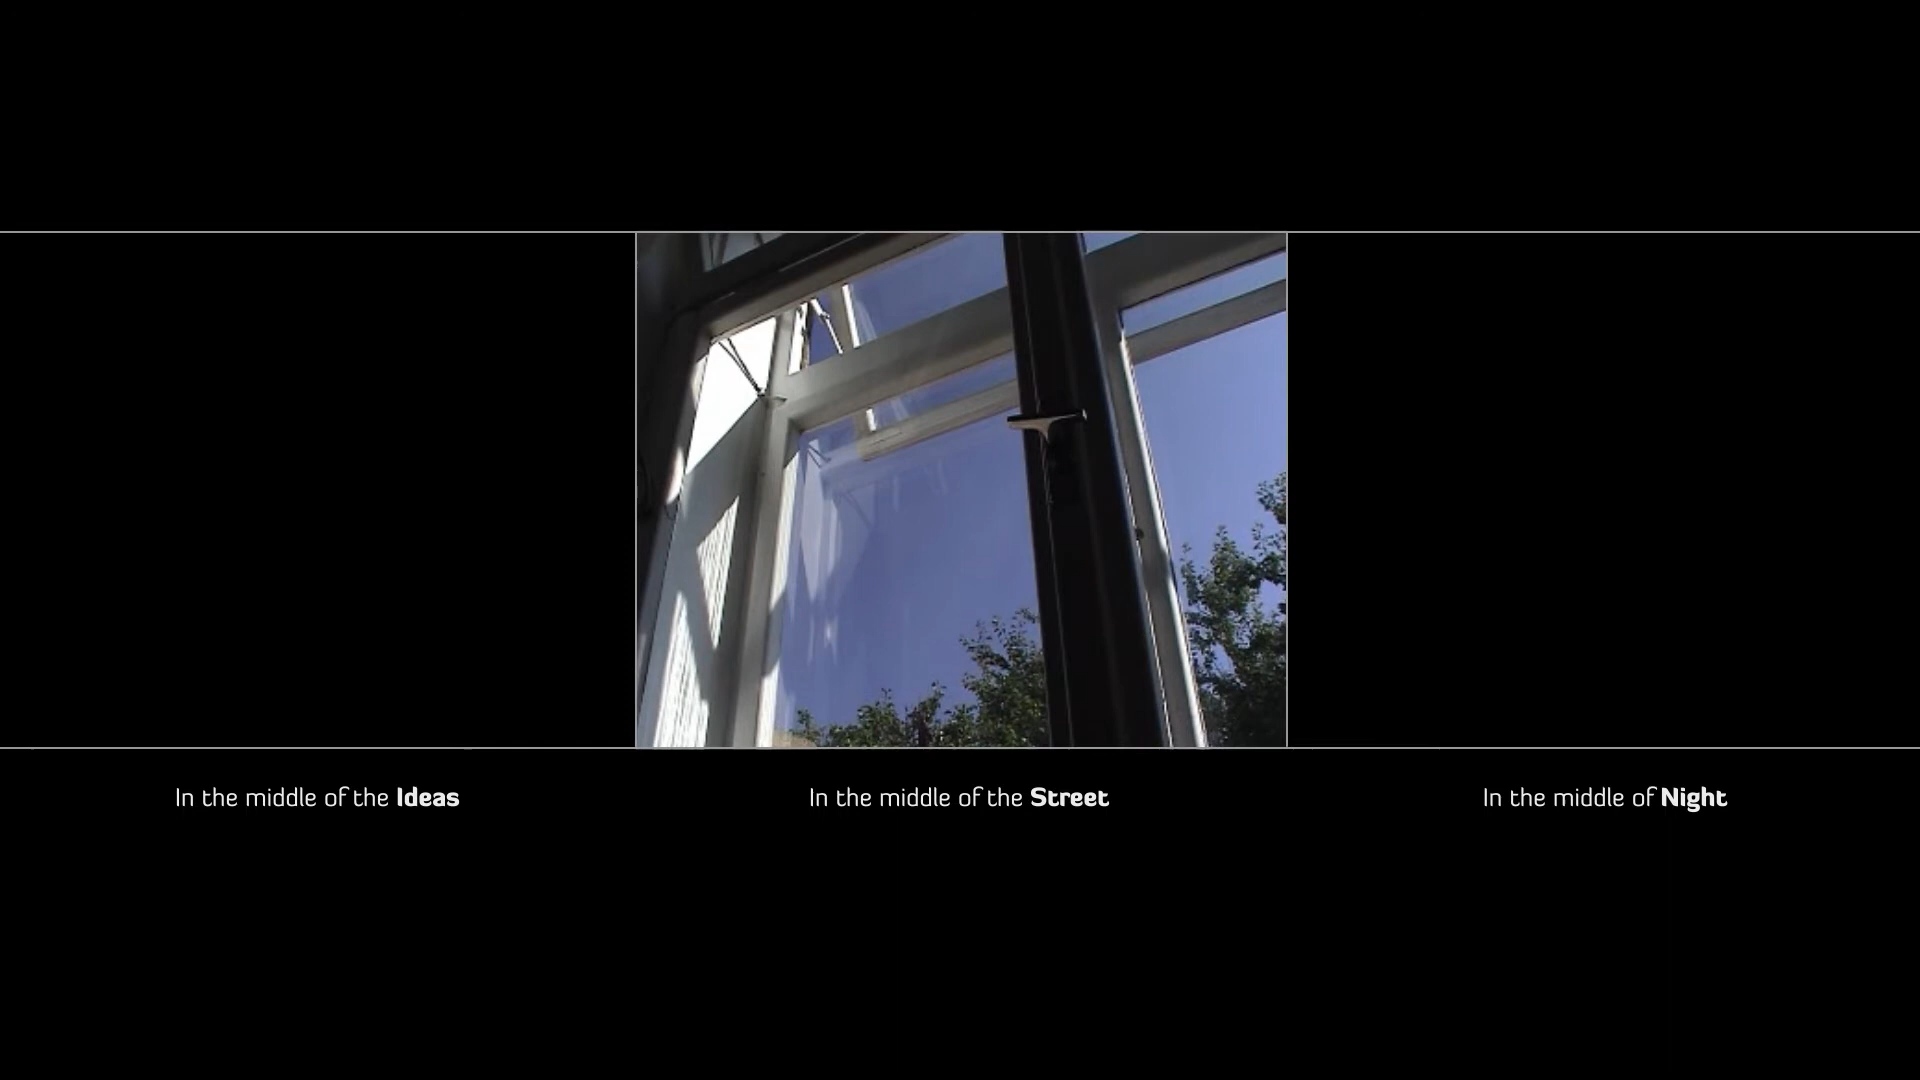 In the middle of the Ideas
In the middle of the Street
In the middle of Night